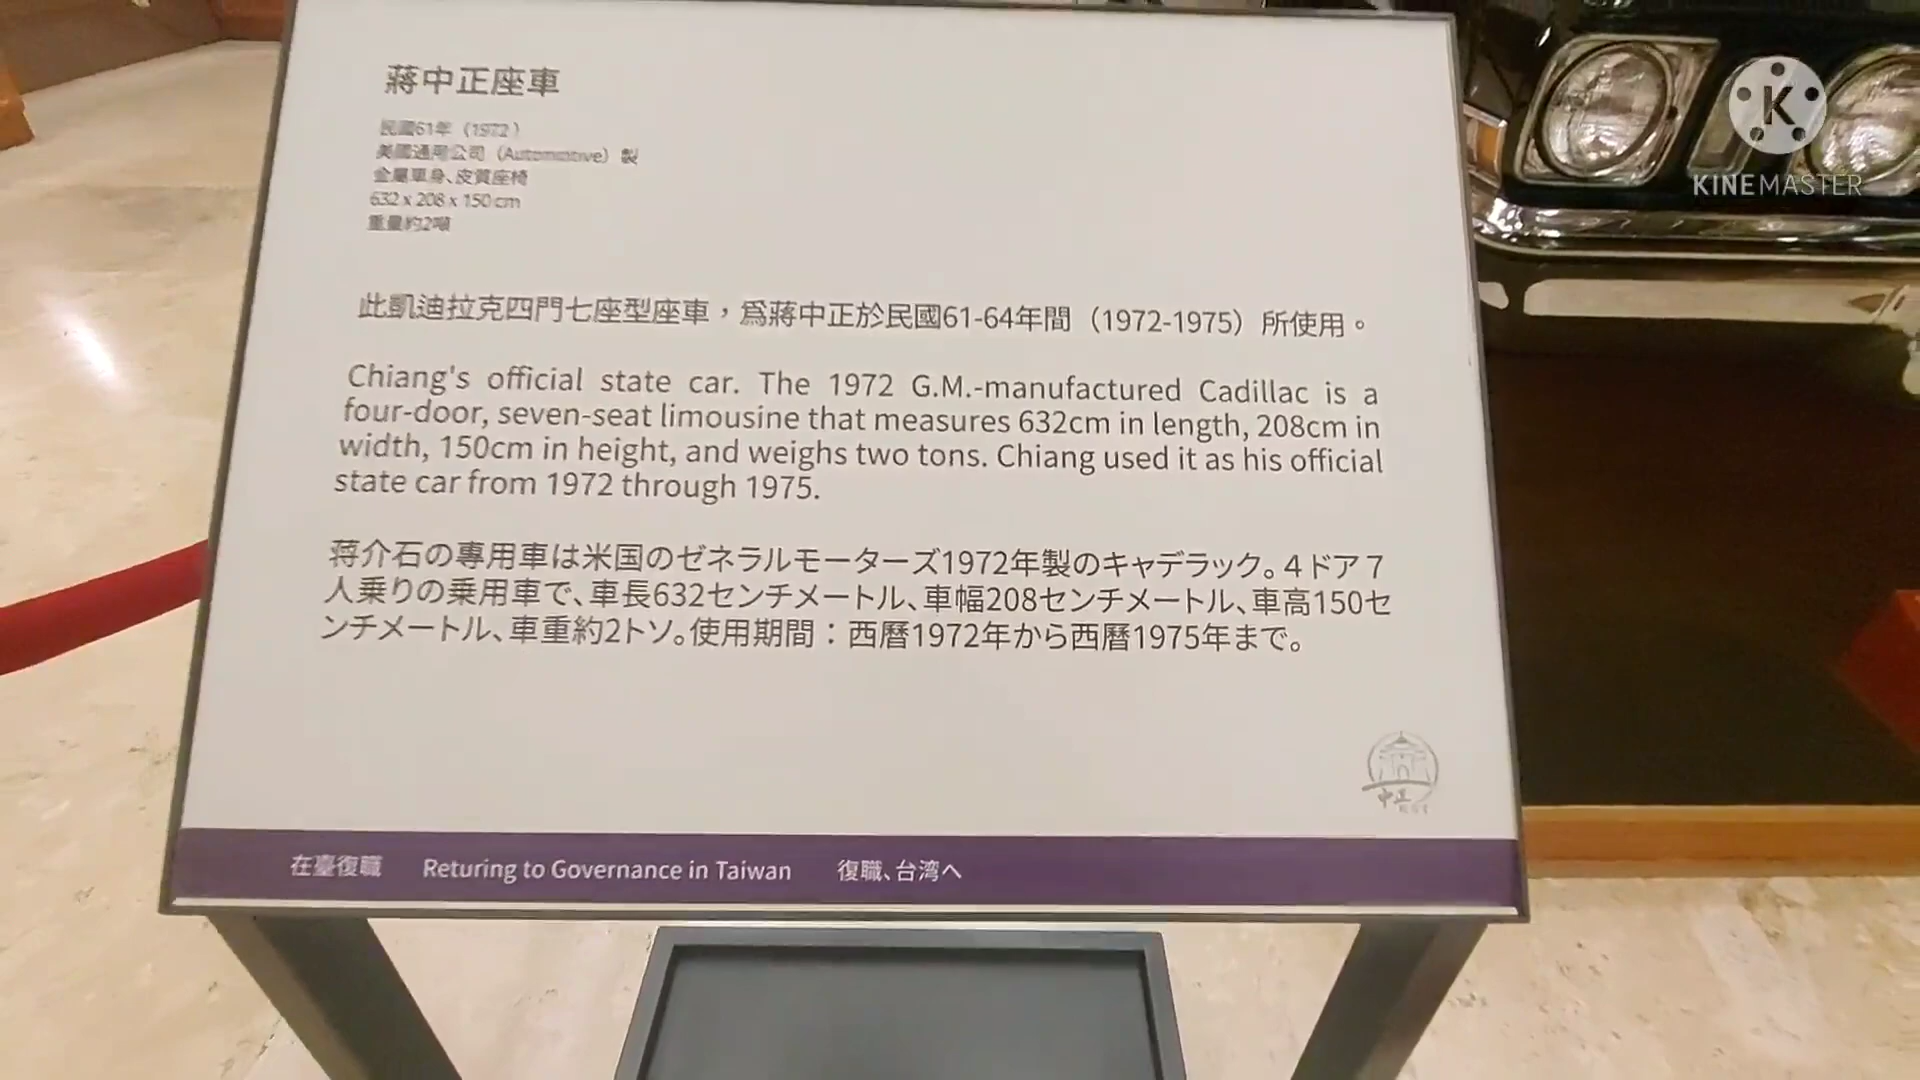 蔣中正座車
民國61年（1972）
美國通用公司（Automotive）製
金屬車身、皮質座椅
632 x 208 x 150 cm
重量約2噸
此凱迪拉克四門七座型座車，爲蔣中正於民國61-64年間（1972-1975）所使用。
Chiang's official state car. The 1972 G.M.-manufactured Cadillac is a
four-door, seven-seat limousine that measures 632cm in length, 208cm in
width, 150cm in height, and weighs two tons. Chiang used it as his official
state car from 1972 through 1975.
蒋介石の專用車は米国のゼネラルモーターズ1972年製のキャデラック。4ドア7
人乗りの乗用車で、車長632センチメートル、車幅208センチメートル、車高150セ
ンチメートル、車重約2トソ。使用期間：西暦1972年から西暦1975年まで。
中正
在臺復職 Returing to Governance in Taiwan 復職、台湾へ
K
KINEMASTER